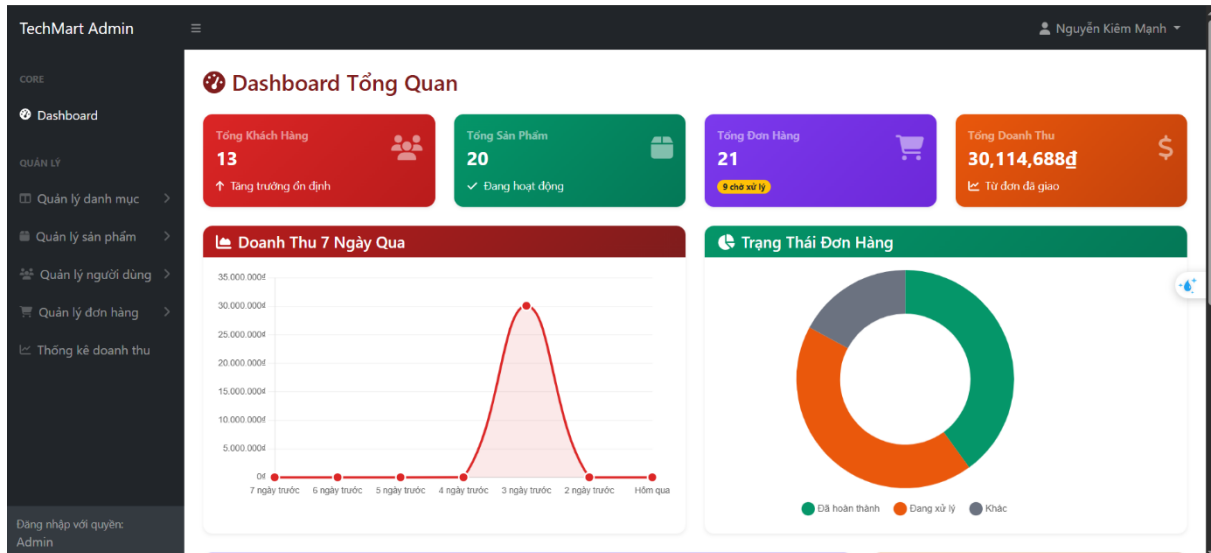 TechMart Admin
Nguyễn Kiêm Mạnh
CORE
Dashboard
QUẢN LÝ
Quản lý danh mục
Quản lý sản phẩm
Quản lý người dùng
Quản lý đơn hàng
Thống kê doanh thu
Đăng nhập với quyền:
Admin
Dashboard Tổng Quan
Tổng Khách Hàng
13
Tăng trưởng ổn định
Tổng Sản Phẩm
20
Đang hoạt động
Tổng Đơn Hàng
21
9 chờ xử lý
Tổng Doanh Thu
30,114,688₫
Từ đơn đã giao
Doanh Thu 7 Ngày Qua
35.000.000₫
30.000.000₫
25.000.000₫
20.000.000₫
15.000.000₫
10.000.000₫
5.000.000₫
0₫
7 ngày trước 6 ngày trước 5 ngày trước 4 ngày trước 3 ngày trước 2 ngày trước Hôm qua
Trạng Thái Đơn Hàng
Đã hoàn thành Đang xử lý Khác